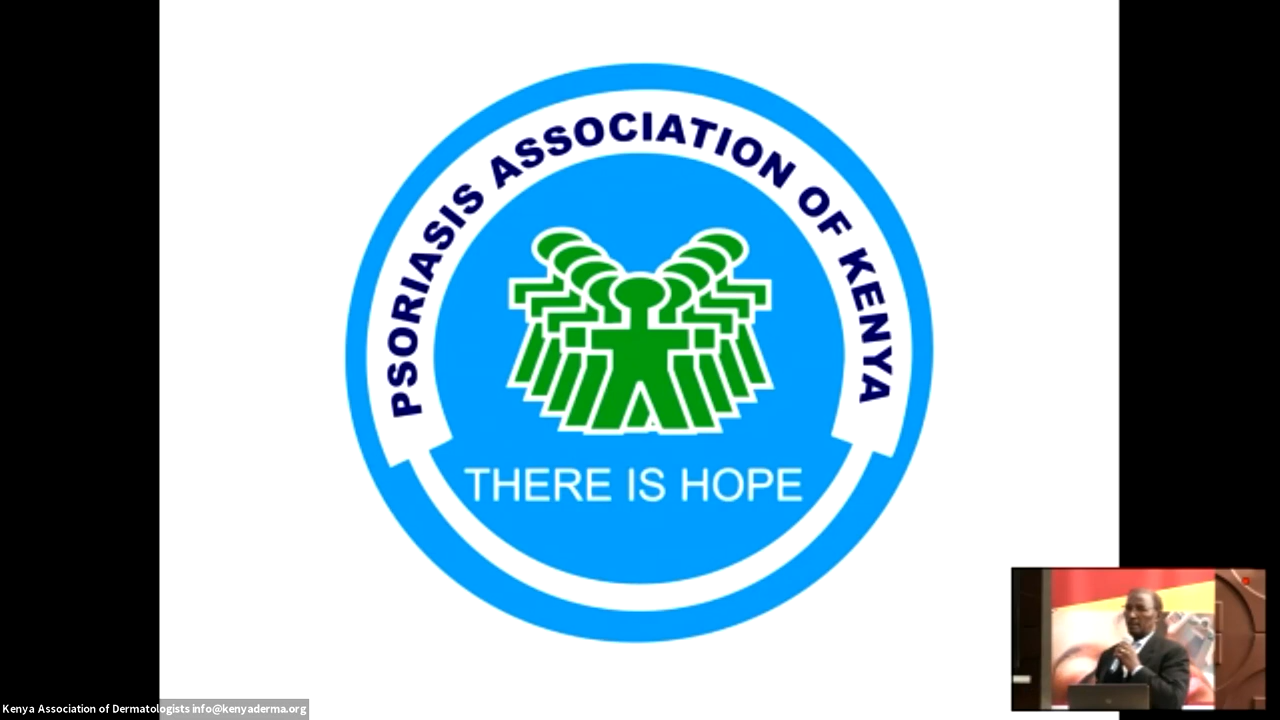 PSORIASIS ASSOCIATION OF KENYA
THERE IS HOPE
Kenya Association of Dermatologists info@kenyaderma.org